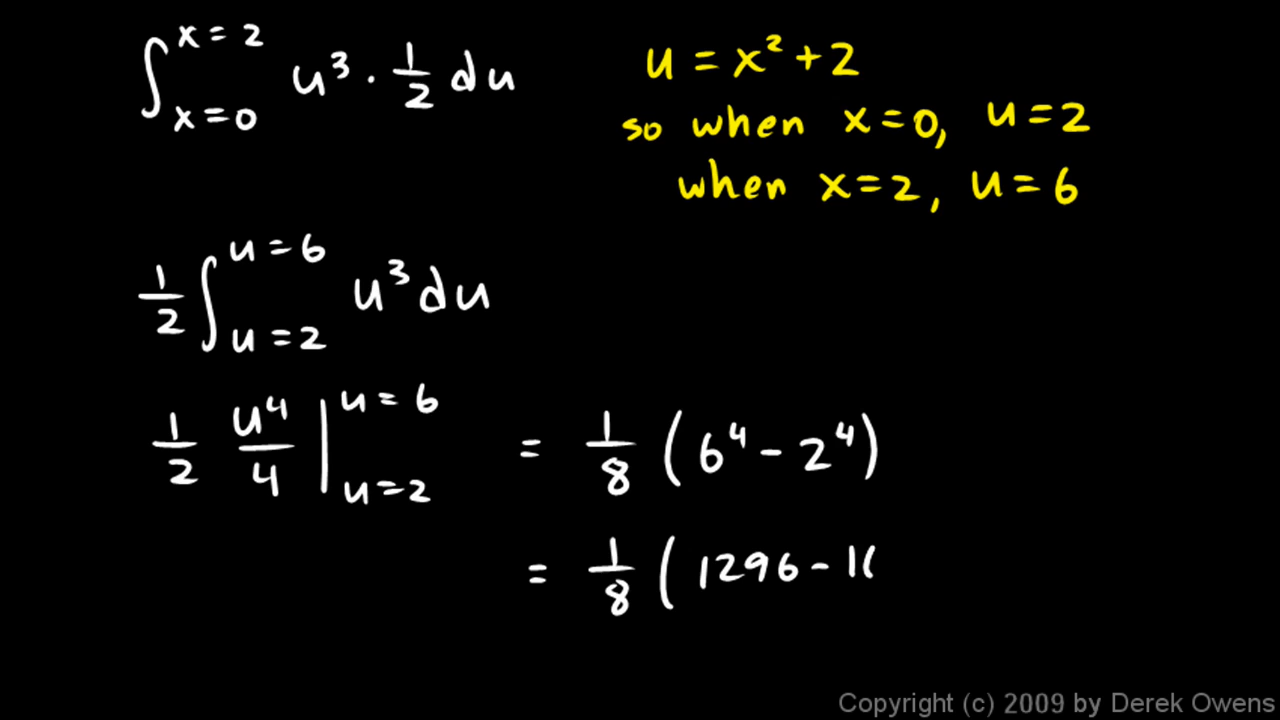 ∫_{x=0}^{x=2} u³ · 1/2 du
u = x² + 2
so when x = 0, u = 2
when x = 2, u = 6
1/2 ∫_{u=2}^{u=6} u³ du
1/2 u⁴/4 |_{u=2}^{u=6} = 1/8 (6⁴ - 2⁴)
= 1/8 ( 1296 - 1(
Copyright (c) 2009 by Derek Owens